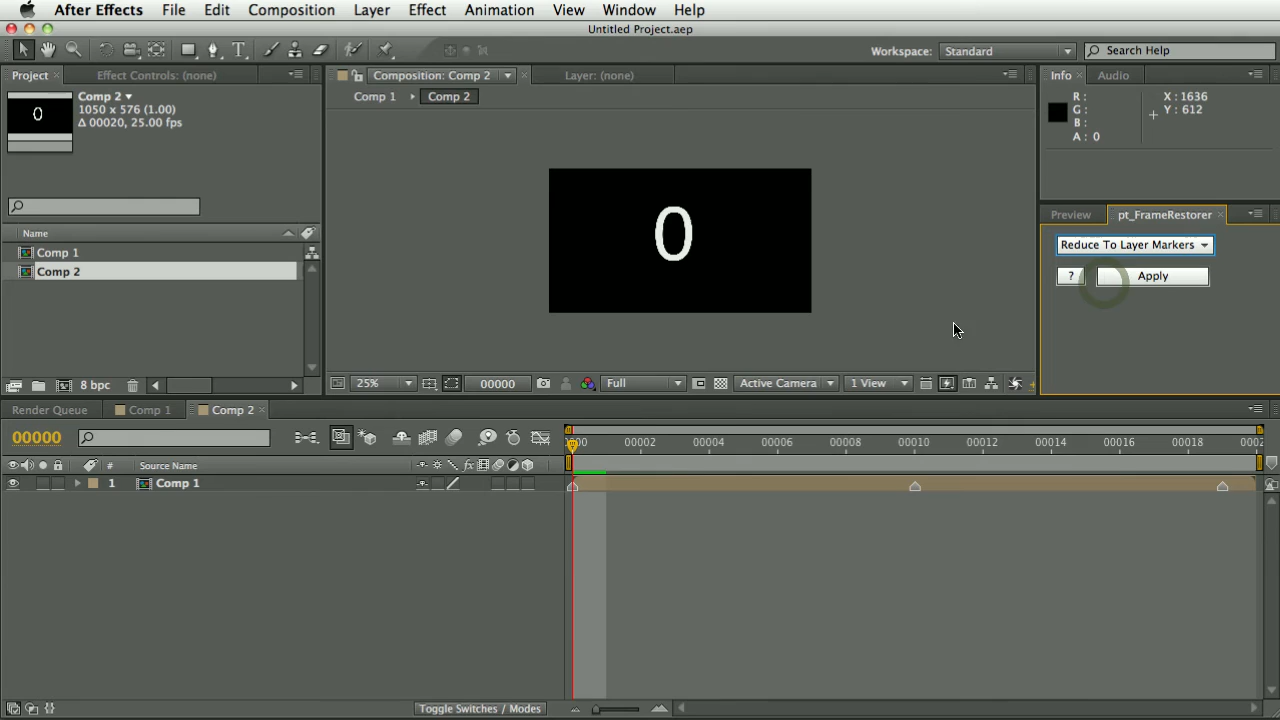 After Effects File Edit Composition Layer Effect Animation View Window Help
Untitled Project.aep
Workspace: Standard Search Help
Project Effect Controls: (none) Composition: Comp 2 Layer: (none) Info Audio
Comp 2
1050 x 576 (1.00)
Δ 00020, 25.00 fps
0
Comp 1 Comp 2
R :
G :
B :
A : 0
X : 1636
Y : 612
0
Preview pt_FrameRestorer
Reduce To Layer Markers
? Apply
Name
Comp 1
Comp 2
8 bpc 25% 00000 Full Active Camera 1 View
Render Queue Comp 1 Comp 2
00000
00002 00004 00006 00008 00010 00012 00014 00016 00018
# Source Name
1 Comp 1
Toggle Switches / Modes